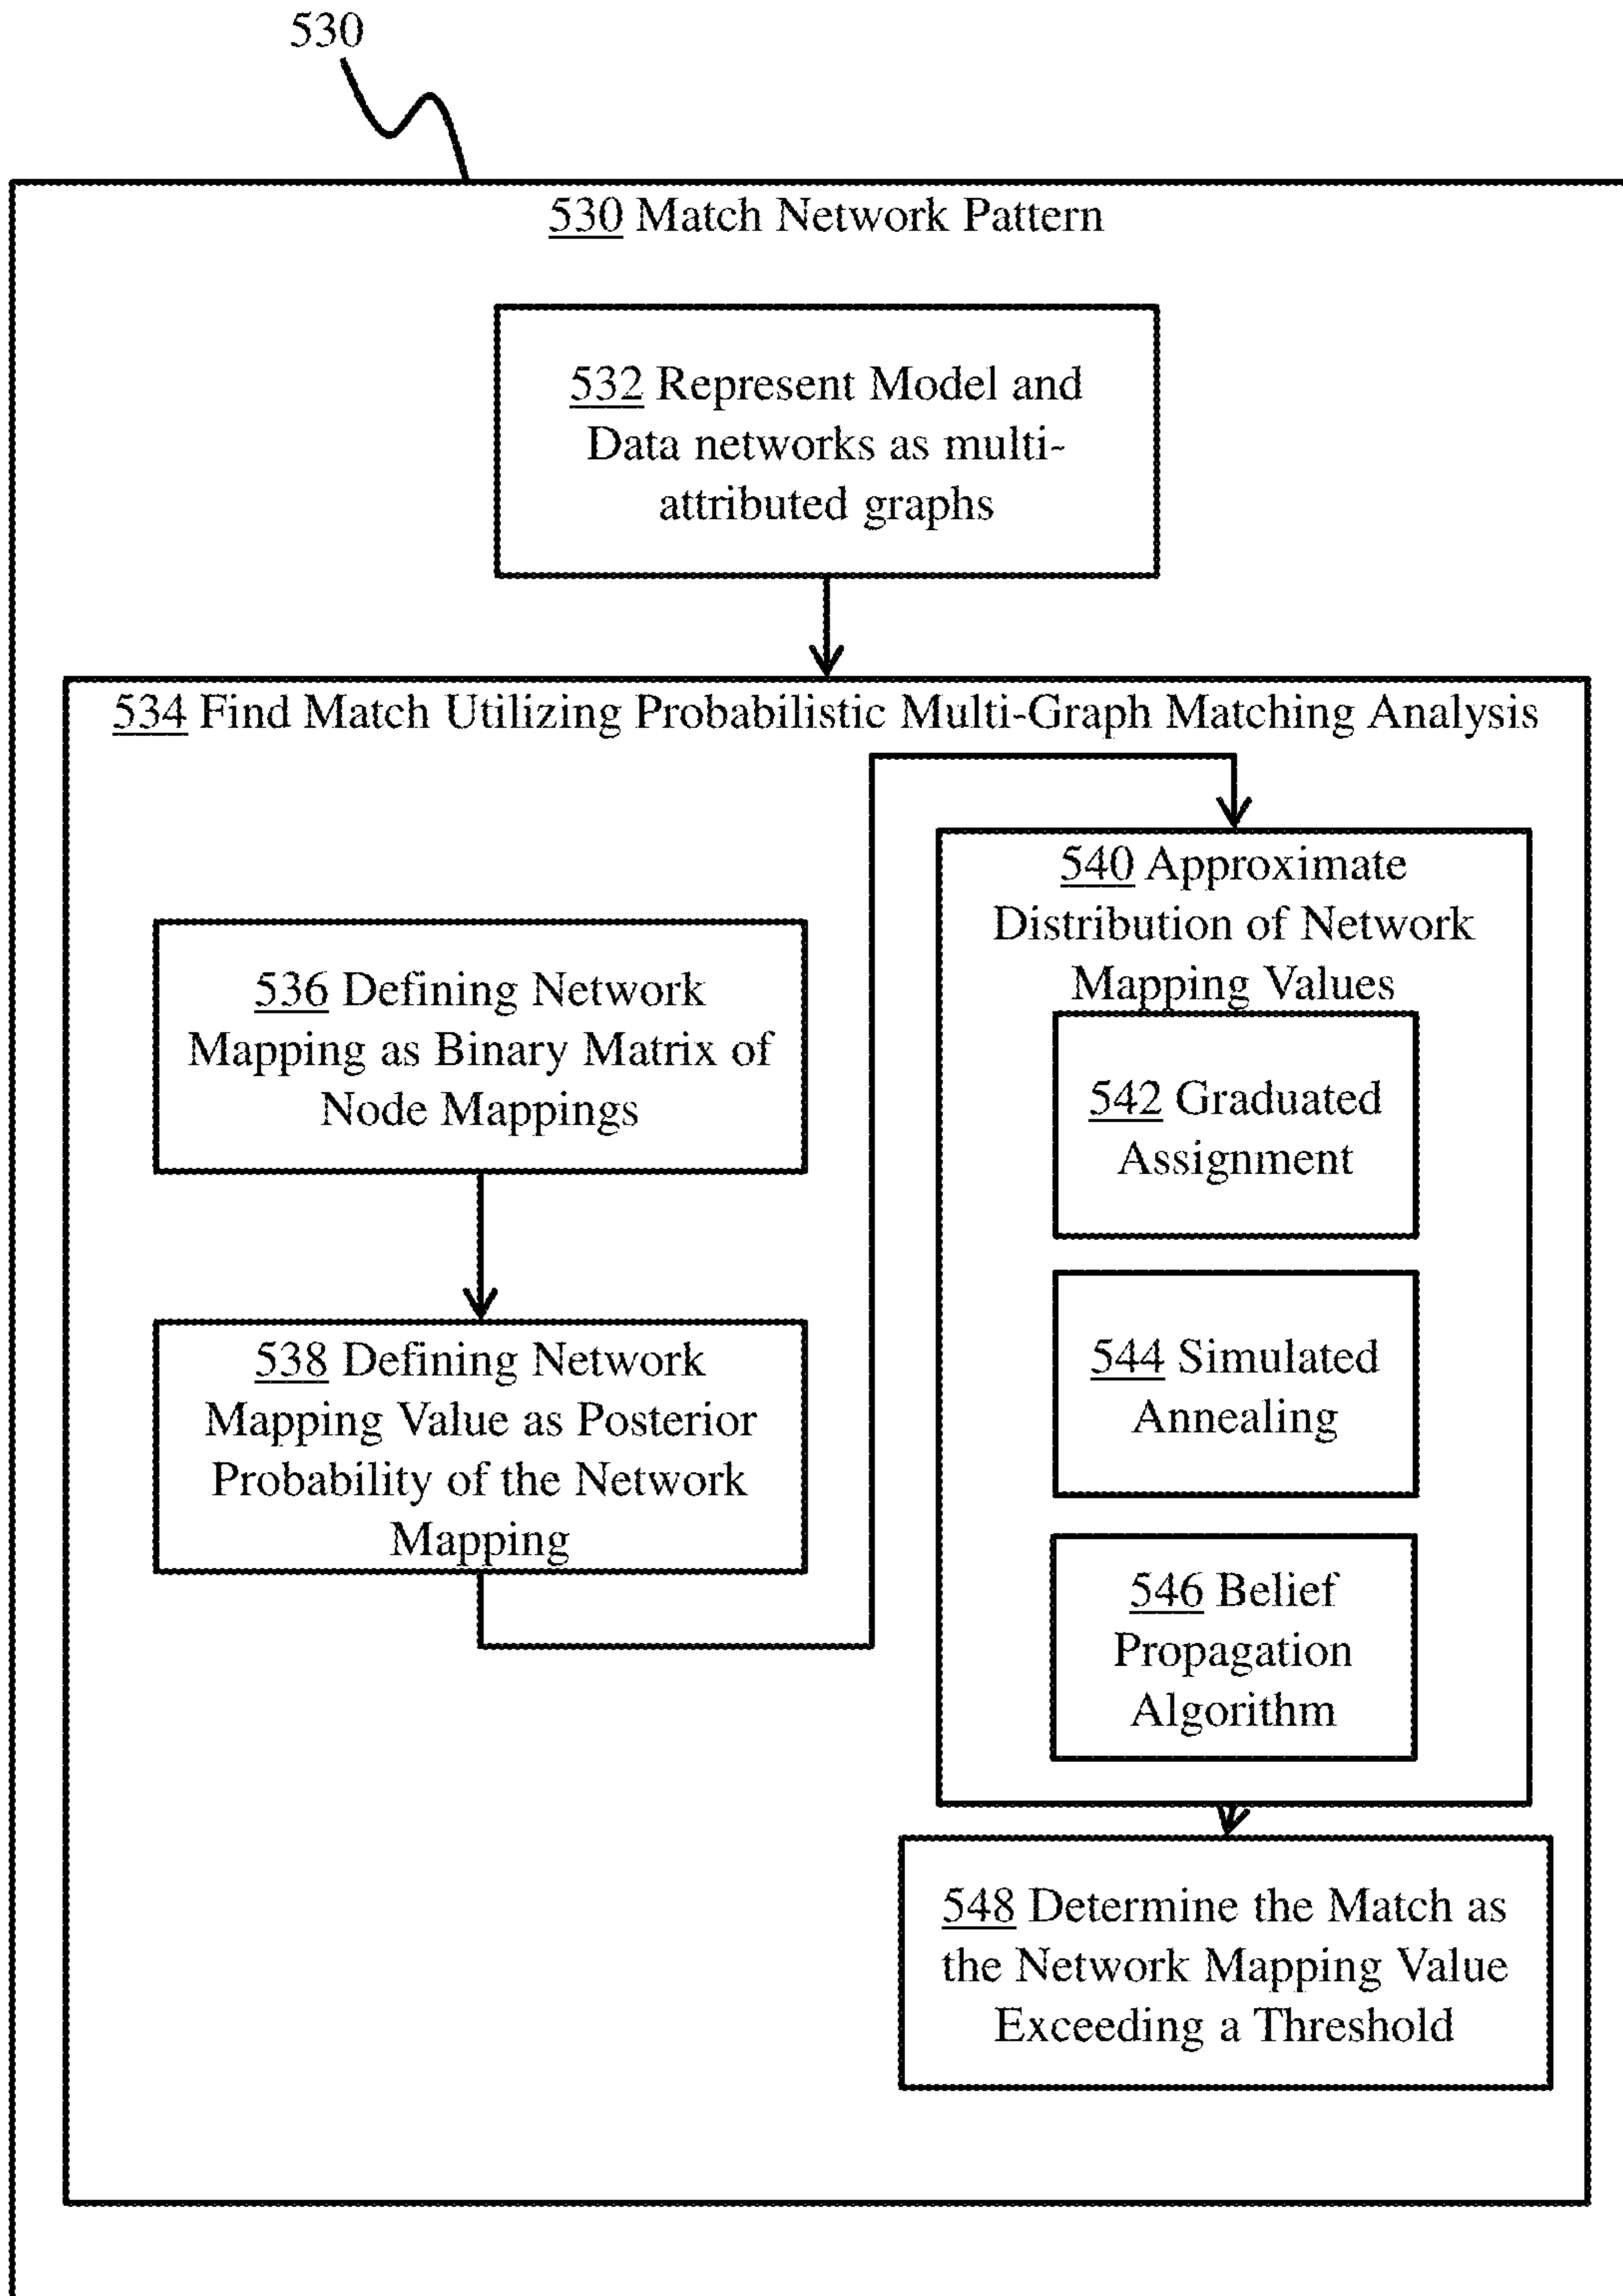 530
530 Match Network Pattern
532 Represent Model and
Data networks as multi-
attributed graphs
534 Find Match Utilizing Probabilistic Multi-Graph Matching Analysis
536 Defining Network
Mapping as Binary Matrix of
Node Mappings
538 Defining Network
Mapping Value as Posterior
Probability of the Network
Mapping
540 Approximate
Distribution of Network
Mapping Values
542 Graduated
Assignment
544 Simulated
Annealing
546 Belief
Propagation
Algorithm
548 Determine the Match as
the Network Mapping Value
Exceeding a Threshold